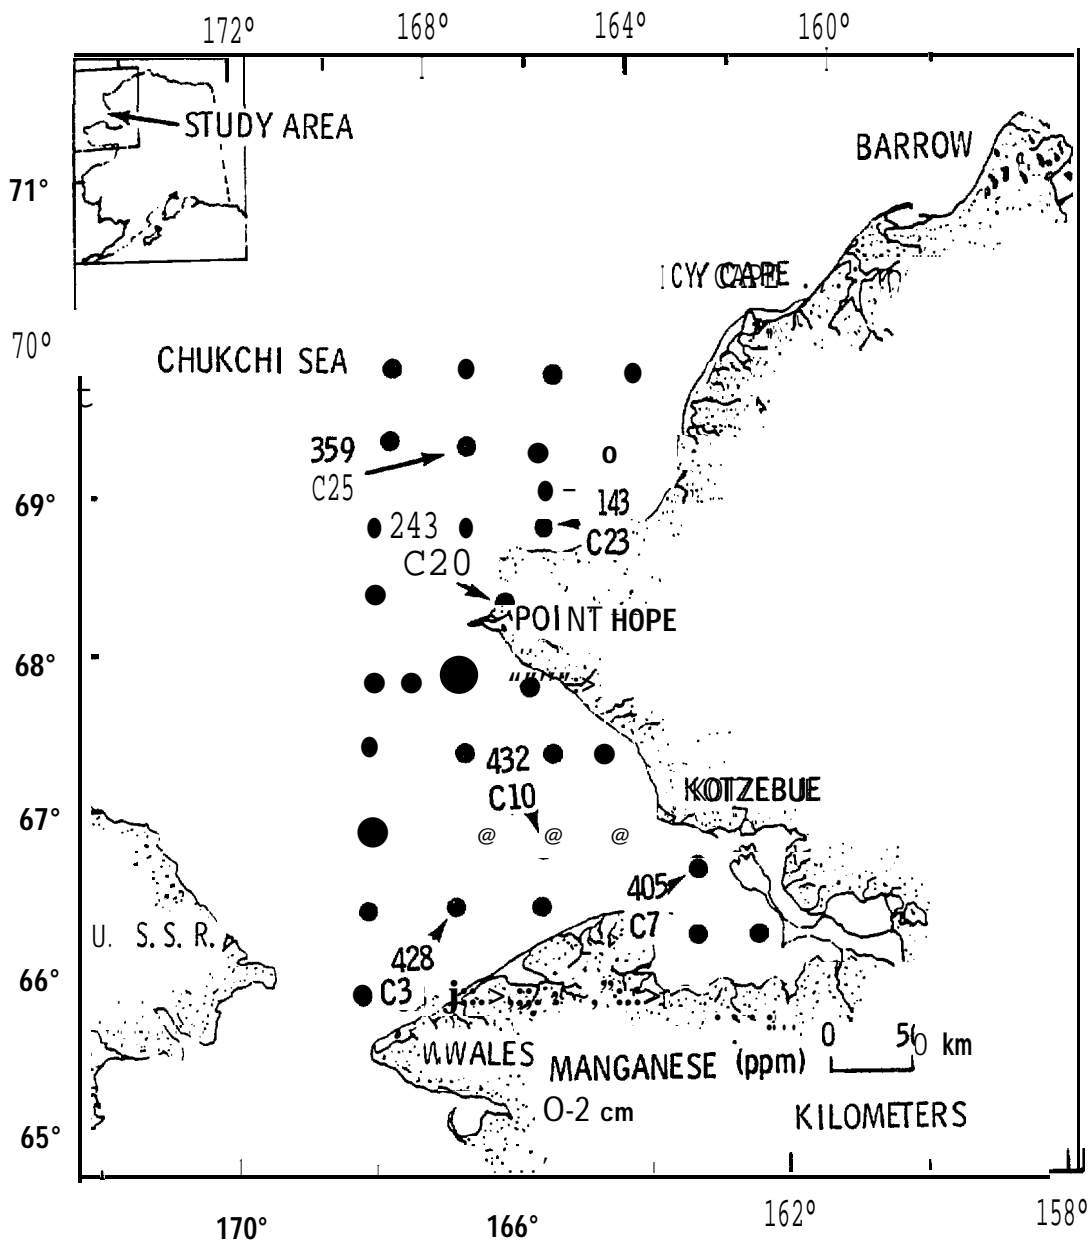 172° 168° 164° 160°
STUDY AREA
BARROW
71°
ICY CAPE
70°
CHUKCHI SEA
359
C25
143
C23
69°
243
C20
POINT HOPE
68°
432
C10
KOTZEBUE
67°
@ @ @
405
C7
U. S. S. R.
428
C3
66°
WALES
MANGANESE (ppm)
0 50 km
0-2 cm
KILOMETERS
65°
170° 166° 162° 158°